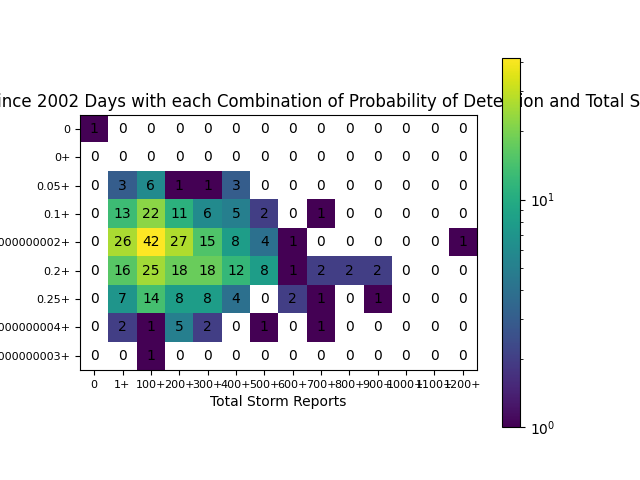 ince 2002 Days with each Combination of Probability of Detection and Total S
0 1 0 0 0 0 0 0 0 0 0 0 0 0 0
0+ 0 0 0 0 0 0 0 0 0 0 0 0 0 0
0.05+ 0 3 6 1 1 3 0 0 0 0 0 0 0 0
0.1+ 0 13 22 11 6 5 2 0 1 0 0 0 0 0
000000002+ 0 26 42 27 15 8 4 1 0 0 0 0 0 1
0.2+ 0 16 25 18 18 12 8 1 2 2 2 0 0 0
0.25+ 0 7 14 8 8 4 0 2 1 0 1 0 0 0
000000004+ 0 2 1 5 2 0 1 0 1 0 0 0 0 0
000000003+ 0 0 1 0 0 0 0 0 0 0 0 0 0 0
0 1+ 100+ 200+ 300+ 400+ 500+ 600+ 700+ 800+ 900+ 1000+ 1100+ 1200+
Total Storm Reports
10¹
10⁰